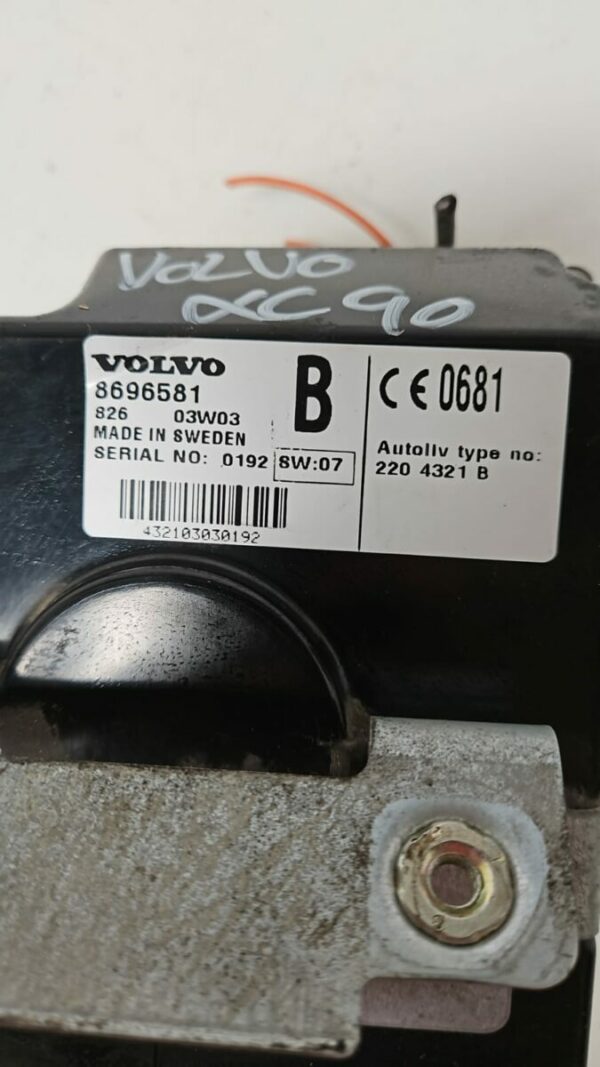 VOLVO
XC90
VOLVO
8696581
826 03W03
MADE IN SWEDEN
SERIAL NO: 0192 SW:07
432103030192
B
CE 0681
Autoliv type no:
220 4321 B